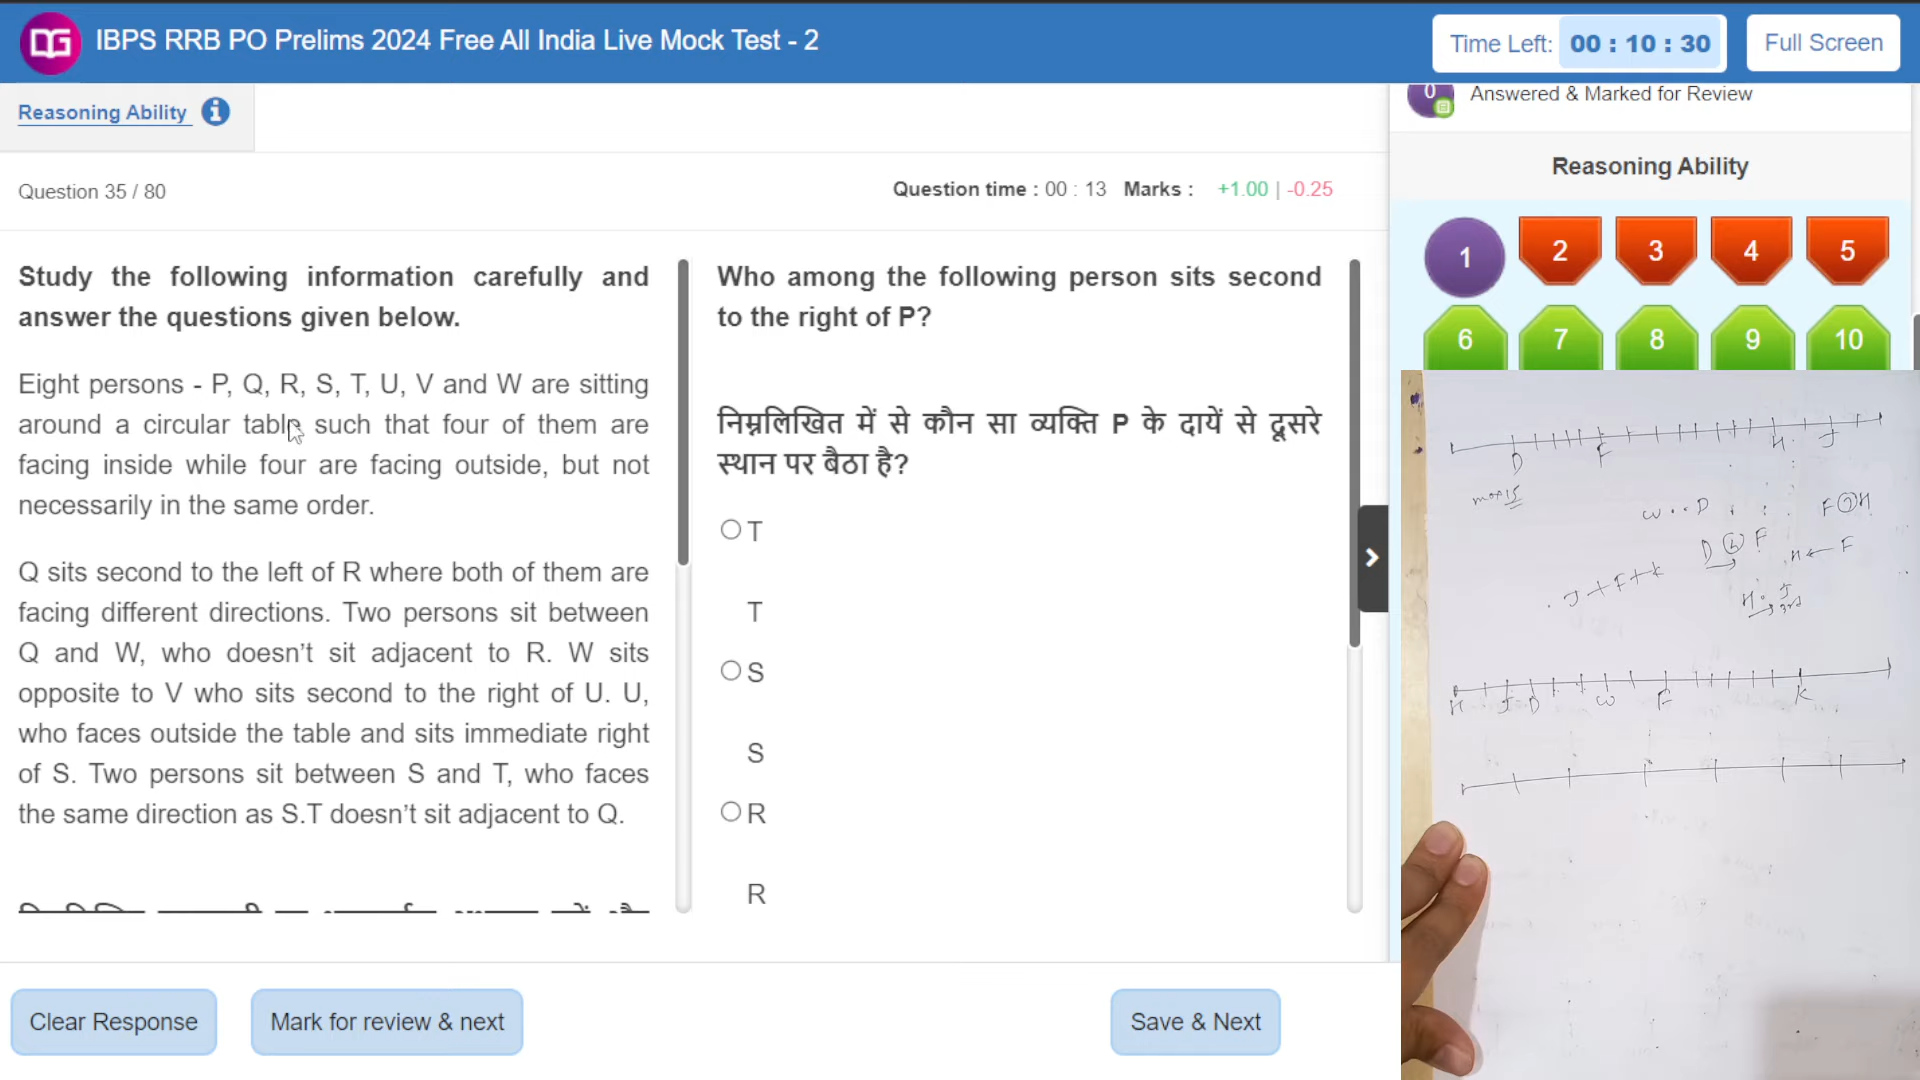 IBPS RRB PO Prelims 2024 Free All India Live Mock Test - 2
Time Left: 00 : 10 : 30
Full Screen
Reasoning Ability
Question 35 / 80
Question time : 00 : 13 Marks : +1.00 | -0.25
0 Answered & Marked for Review
Reasoning Ability
1 2 3 4 5
6 7 8 9 10
Study the following information carefully and
answer the questions given below.
Eight persons - P, Q, R, S, T, U, V and W are sitting
around a circular table such that four of them are
facing inside while four are facing outside, but not
necessarily in the same order.
Q sits second to the left of R where both of them are
facing different directions. Two persons sit between
Q and W, who doesn't sit adjacent to R. W sits
opposite to V who sits second to the right of U. U,
who faces outside the table and sits immediate right
of S. Two persons sit between S and T, who faces
the same direction as S.T doesn't sit adjacent to Q.
Who among the following person sits second
to the right of P?
निम्नलिखित में से कौन सा व्यक्ति P के दायें से दूसरे
स्थान पर बैठा है?
T
T
S
S
R
R
D F H J
W . . D
F 7 H
D F
H ← F
J + F + K
H J
3rd
H J D W F K
Clear Response
Mark for review & next
Save & Next